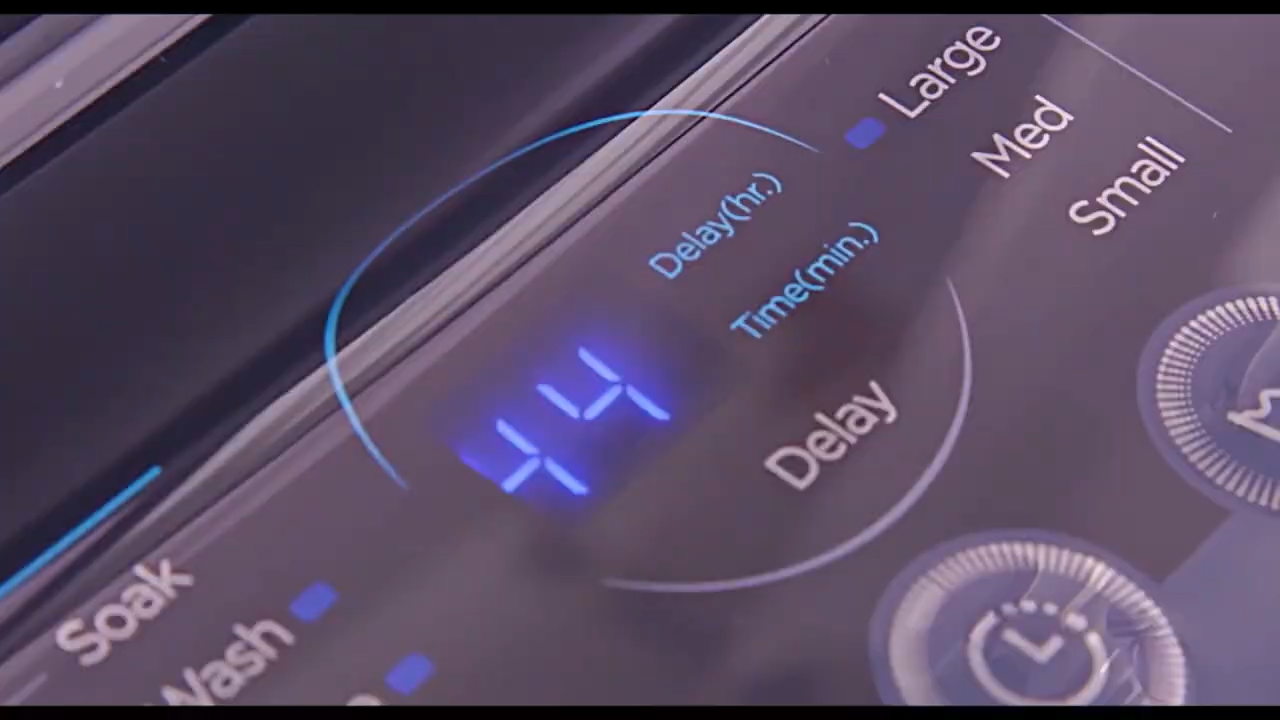 Large
Med
Small
Delay(hr.)
Time(min.)
44
Delay
Soak
Wash